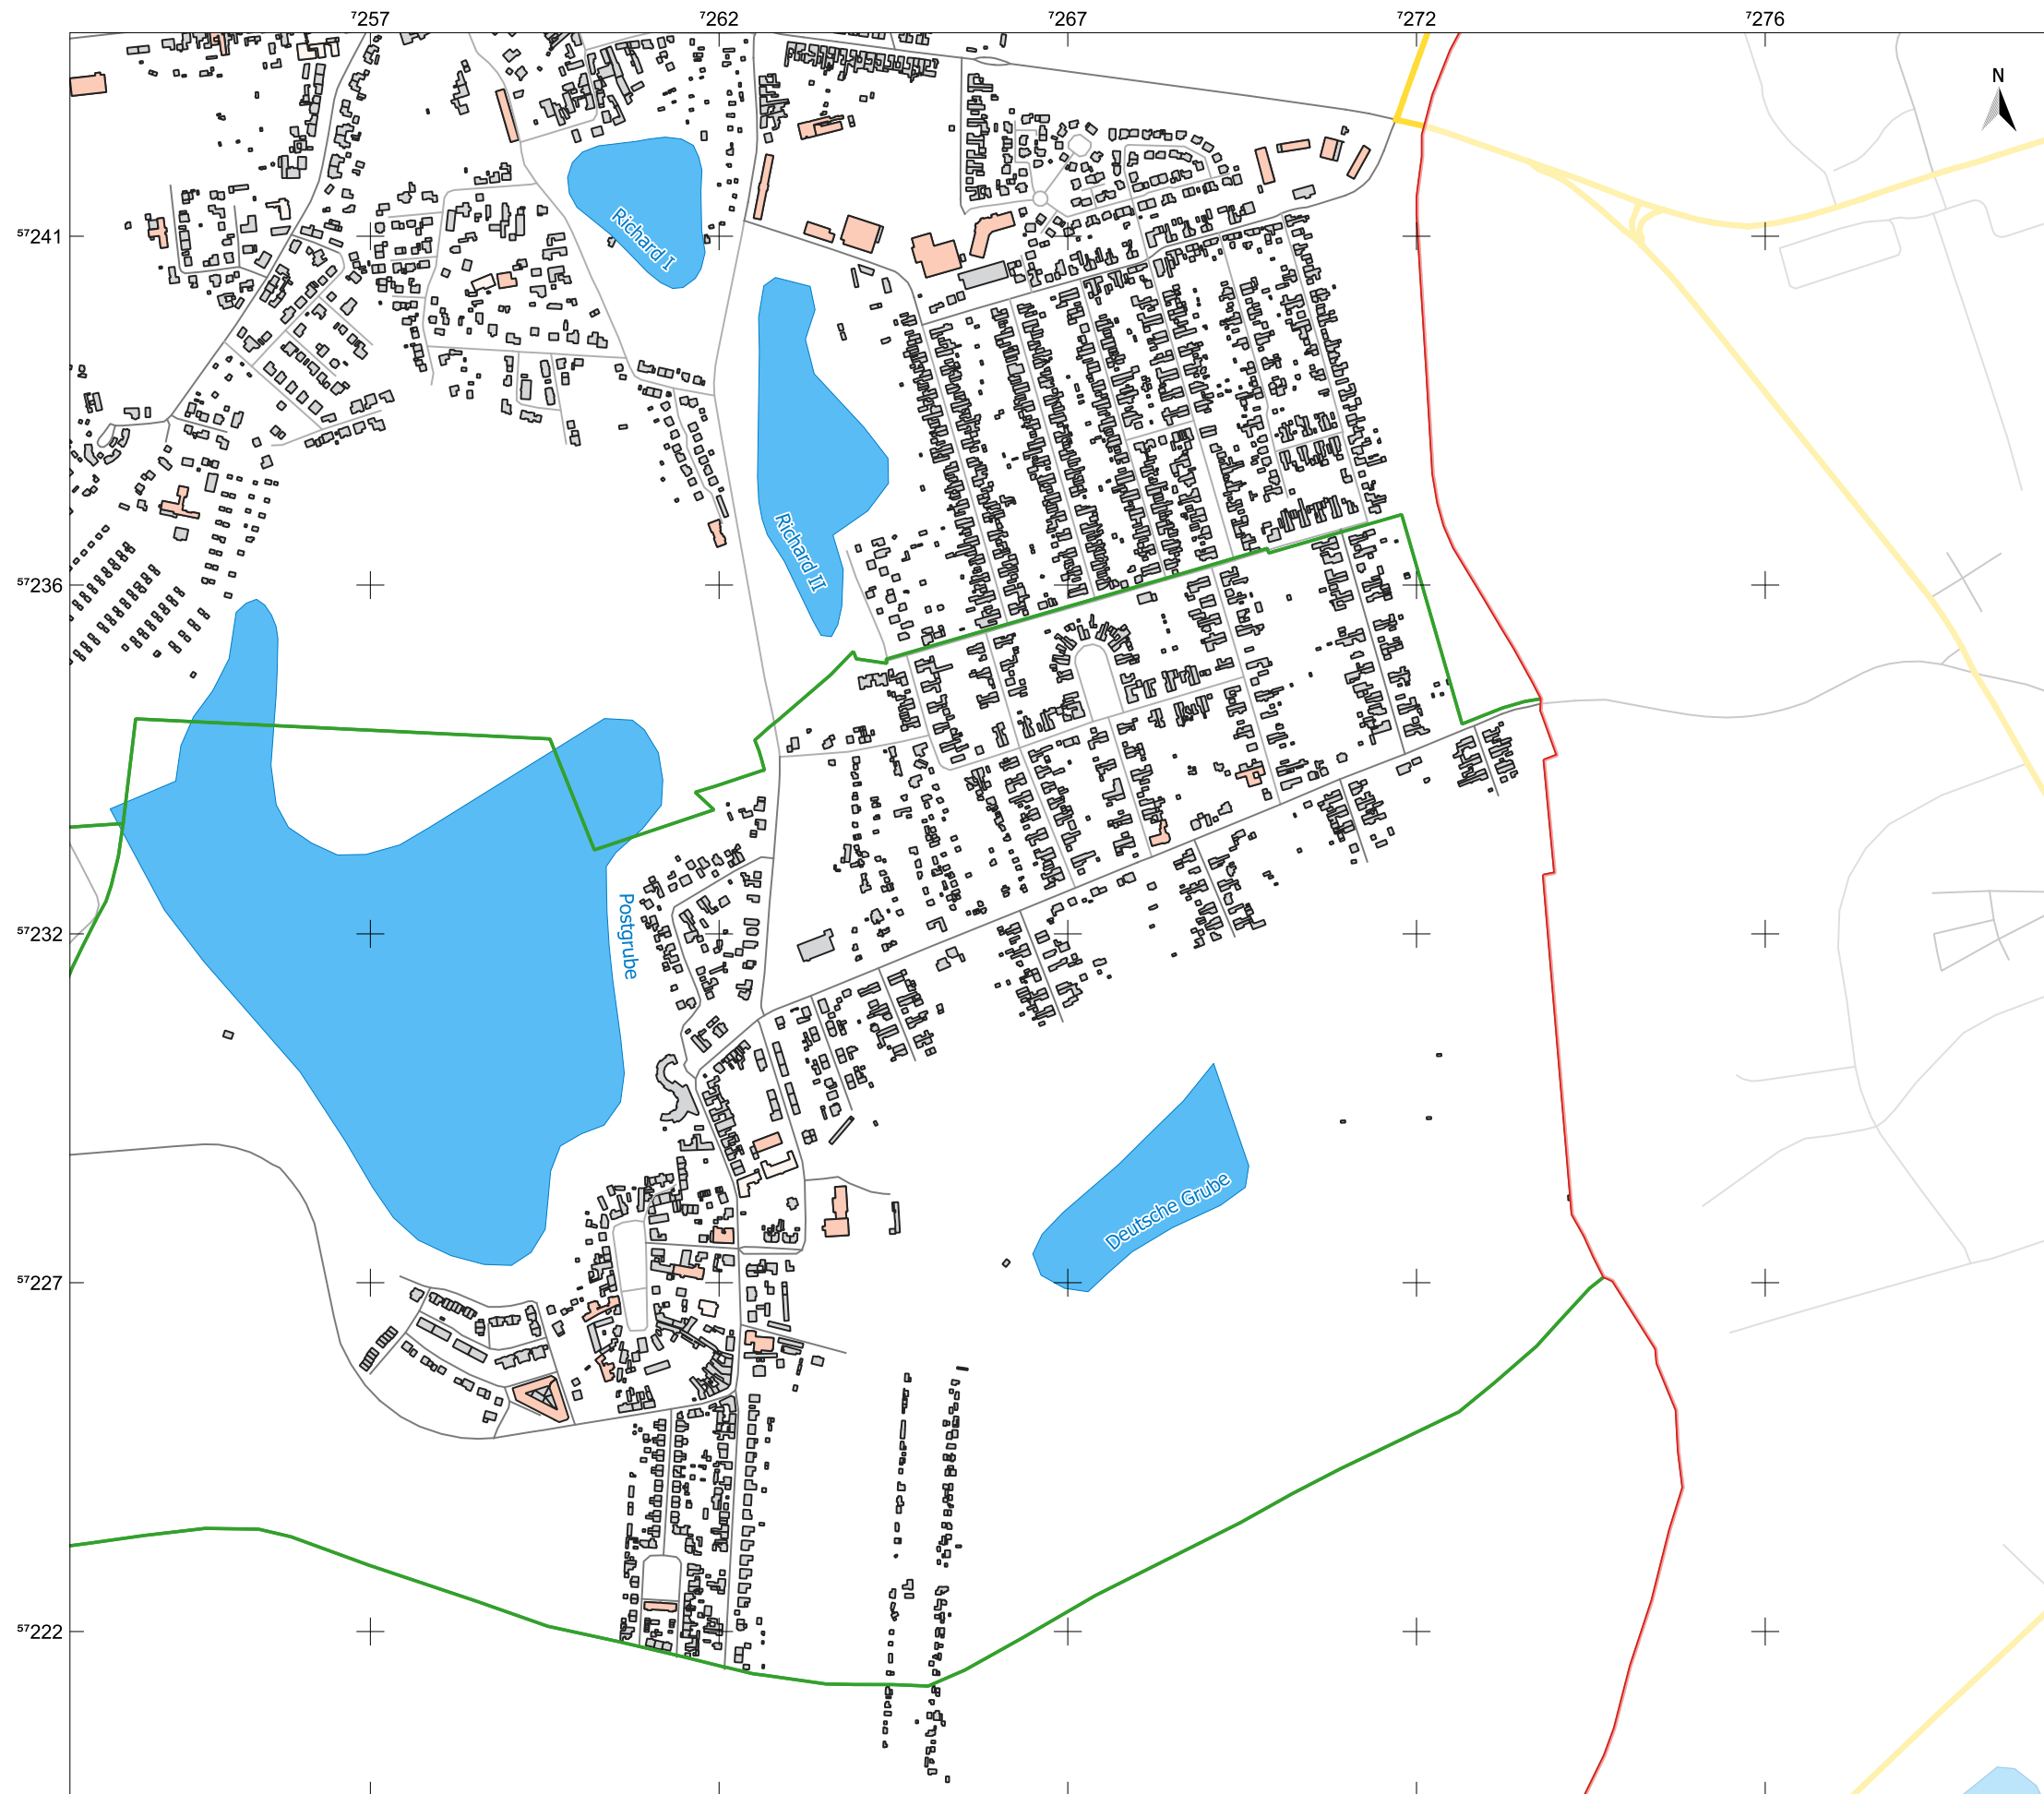 ⁷257
⁷262
⁷267
⁷272
⁷276
N
⁵⁷241
Richard I
Richard II
⁵⁷236
⁵⁷232
Postgrube
Deutsche Grube
⁵⁷227
⁵⁷222